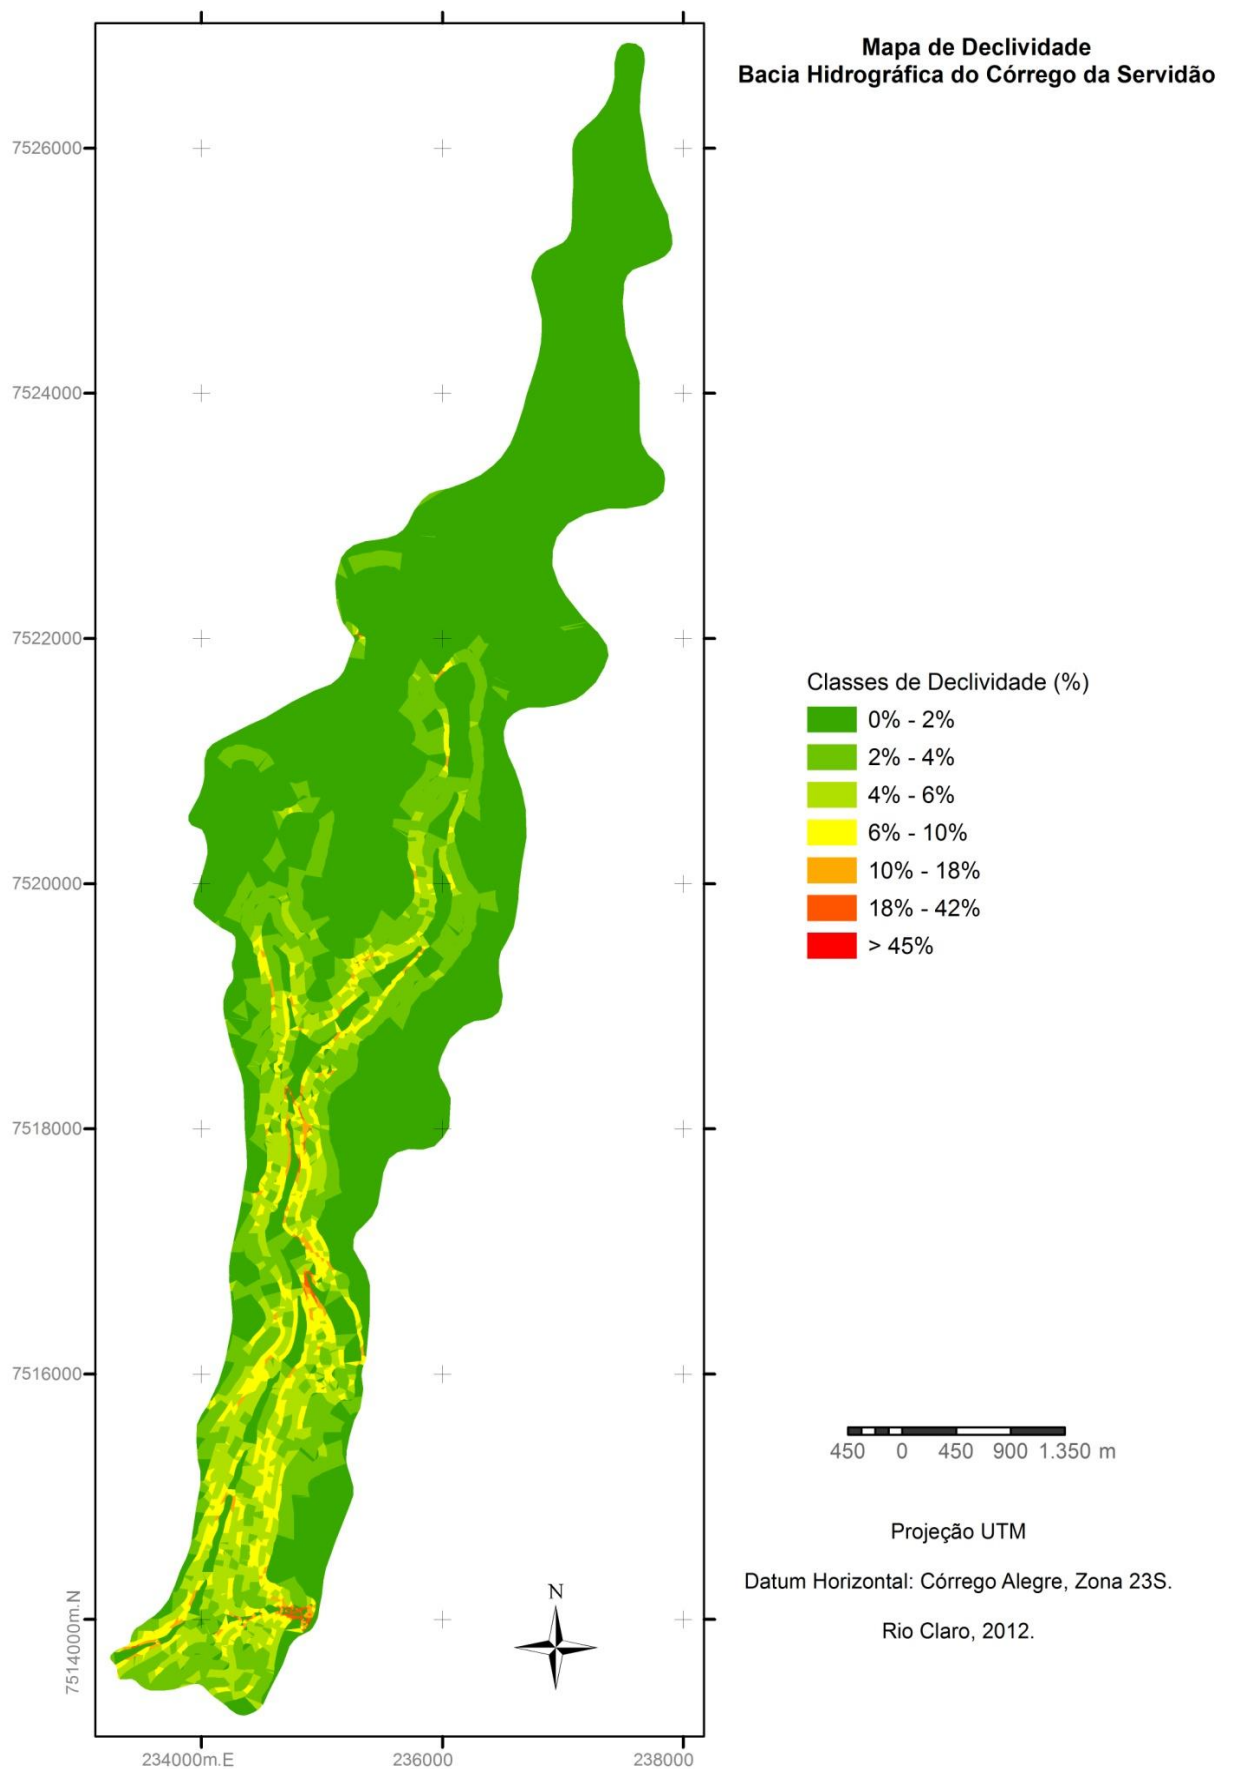 Mapa de Declividade
Bacia Hidrográfica do Córrego da Servidão
7526000
7524000
7522000
7520000
7518000
7516000
7514000m.N
234000m.E
236000
238000
Classes de Declividade (%)
0% - 2%
2% - 4%
4% - 6%
6% - 10%
10% - 18%
18% - 42%
> 45%
450 0 450 900 1.350 m
Projeção UTM
Datum Horizontal: Córrego Alegre, Zona 23S.
Rio Claro, 2012.
N